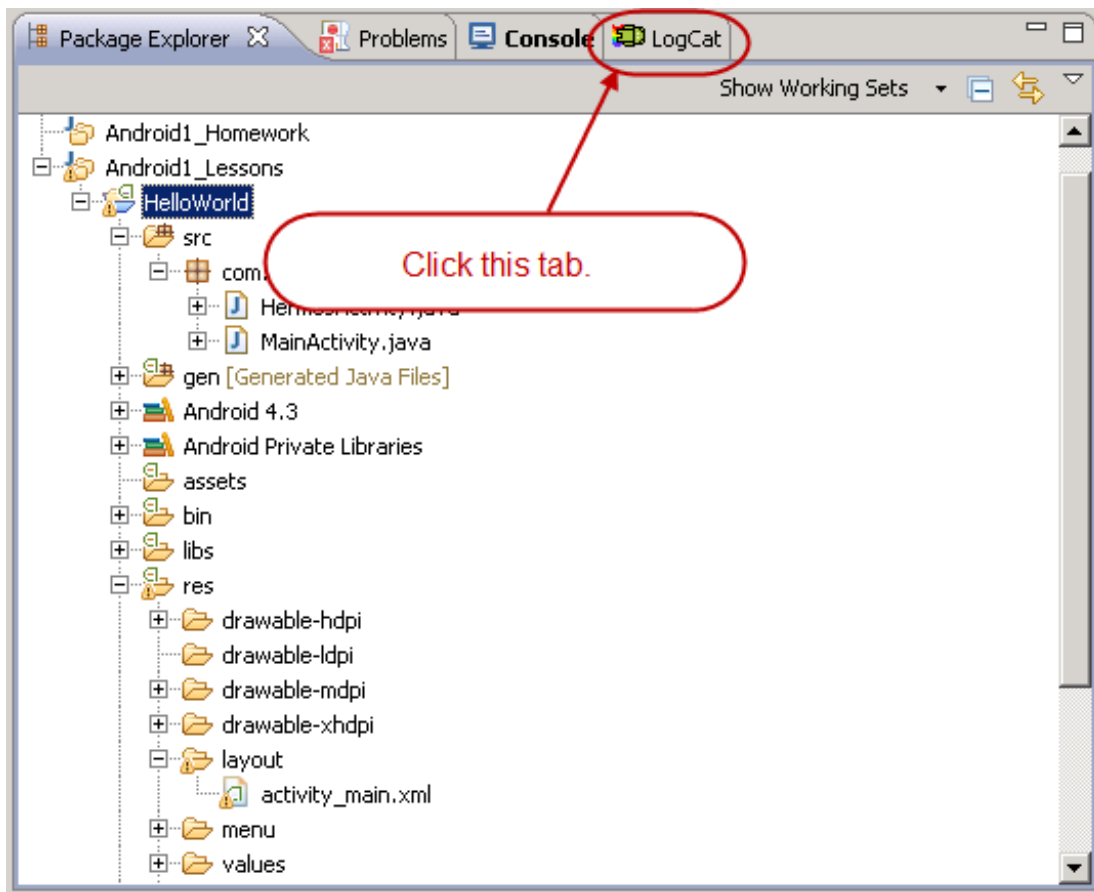 Package Explorer Problems Console LogCat
Show Working Sets
Android1_Homework
Android1_Lessons
HelloWorld
src
com.
Click this tab.
MainActivity.java
gen [Generated Java Files]
Android 4.3
Android Private Libraries
assets
bin
libs
res
drawable-hdpi
drawable-ldpi
drawable-mdpi
drawable-xhdpi
layout
activity_main.xml
menu
values